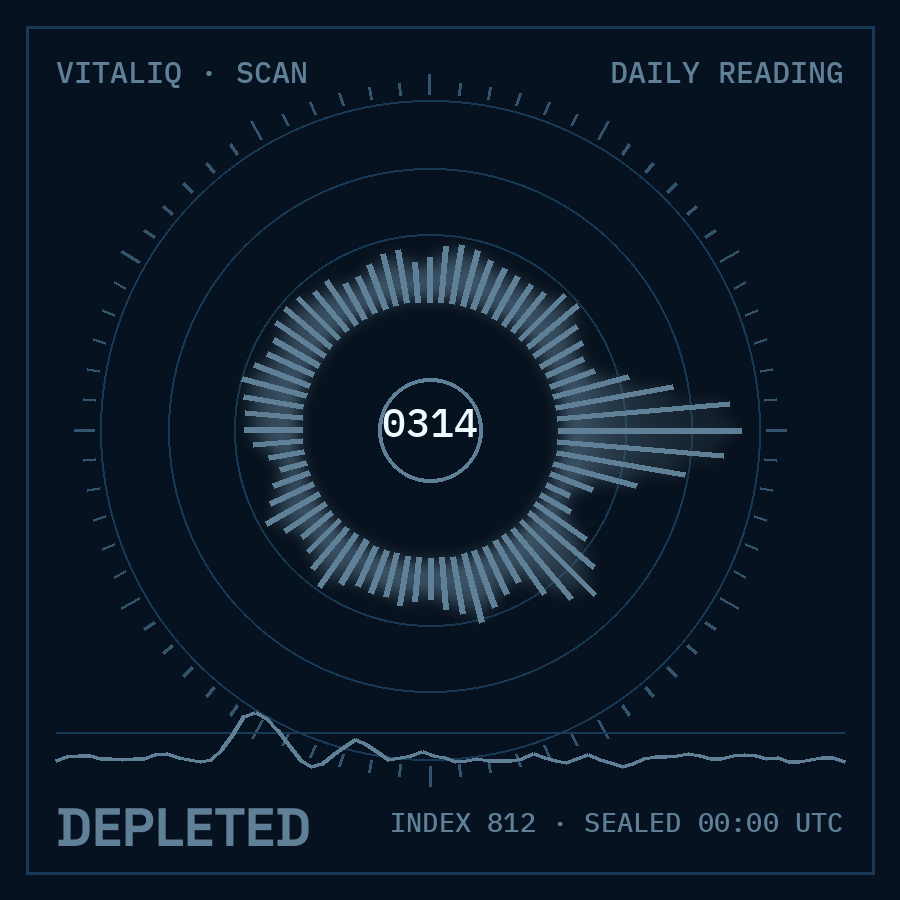 VITALIQ · SCAN
DAILY READING
0314
DEPLETED
INDEX 812 · SEALED 00:00 UTC